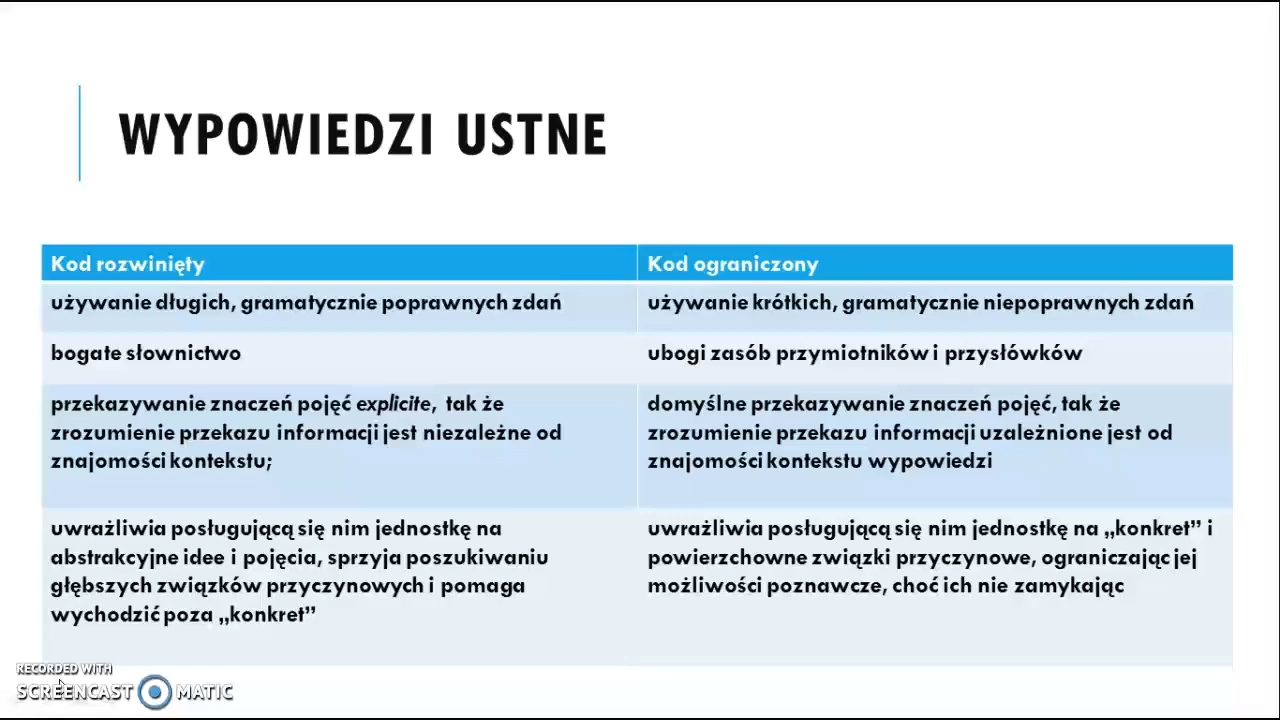 WYPOWIEDZI USTNE
Kod rozwinięty
Kod ograniczony
używanie długich, gramatycznie poprawnych zdań
używanie krótkich, gramatycznie niepoprawnych zdań
bogate słownictwo
ubogi zasób przymiotników i przysłówków
przekazywanie znaczeń pojęć explicite, tak że
zrozumienie przekazu informacji jest niezależne od
znajomości kontekstu;
domyślne przekazywanie znaczeń pojęć, tak że
zrozumienie przekazu informacji uzależnione jest od
znajomości kontekstu wypowiedzi
uwrażliwia posługującą się nim jednostkę na
abstrakcyjne idee i pojęcia, sprzyja poszukiwaniu
głębszych związków przyczynowych i pomaga
wychodzić poza „konkret”
uwrażliwia posługującą się nim jednostkę na „konkret” i
powierzchowne związki przyczynowe, ograniczając jej
możliwości poznawcze, choć ich nie zamykając
RECORDED WITH
SCREENCAST MATIC